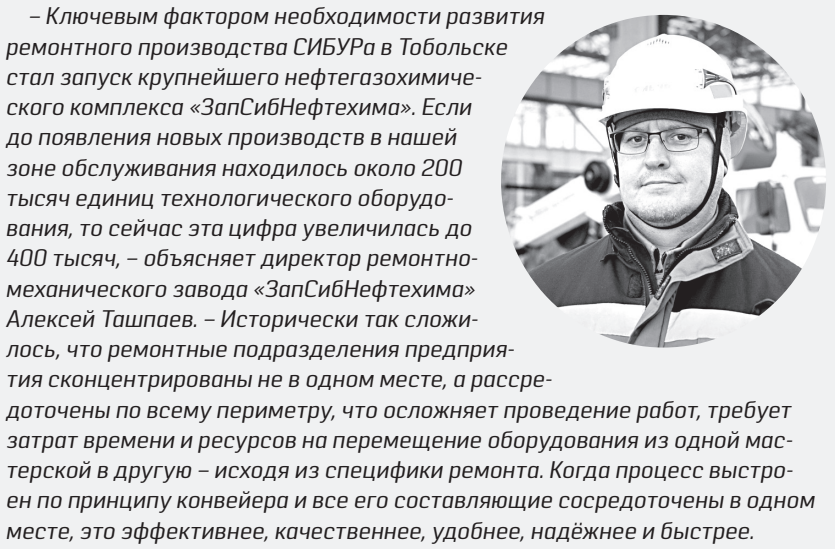 – Ключевым фактором необходимости развития
ремонтного производства СИБУРа в Тобольске
стал запуск крупнейшего нефтегазохимиче-
ского комплекса «ЗапСибНефтехима». Если
до появления новых производств в нашей
зоне обслуживания находилось около 200
тысяч единиц технологического оборудо-
вания, то сейчас эта цифра увеличилась до
400 тысяч, – объясняет директор ремонтно-
механического завода «ЗапСибНефтехима»
Алексей Ташпаев. – Исторически так сложи-
лось, что ремонтные подразделения предприя-
тия сконцентрированы не в одном месте, а рассре-
доточены по всему периметру, что осложняет проведение работ, требует
затрат времени и ресурсов на перемещение оборудования из одной мас-
терской в другую – исходя из специфики ремонта. Когда процесс выстро-
ен по принципу конвейера и все его составляющие сосредоточены в одном
месте, это эффективнее, качественнее, удобнее, надёжнее и быстрее.